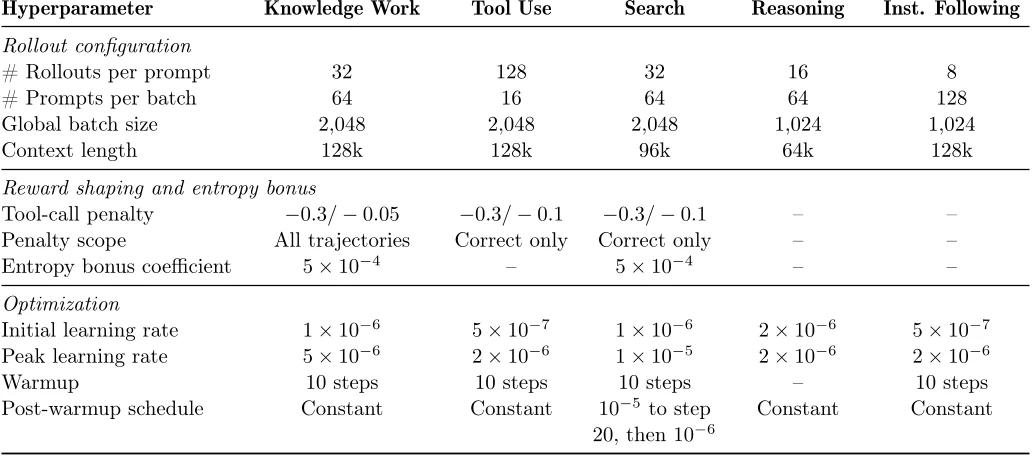 Hyperparameter Knowledge Work Tool Use Search Reasoning Inst. Following
Rollout configuration
# Rollouts per prompt 32 128 32 16 8
# Prompts per batch 64 16 64 64 128
Global batch size 2,048 2,048 2,048 1,024 1,024
Context length 128k 128k 96k 64k 128k
Reward shaping and entropy bonus
Tool-call penalty −0.3/ − 0.05 −0.3/ − 0.1 −0.3/ − 0.1 – –
Penalty scope All trajectories Correct only Correct only – –
Entropy bonus coefficient 5 × 10⁻⁴ – 5 × 10⁻⁴ – –
Optimization
Initial learning rate 1 × 10⁻⁶ 5 × 10⁻⁷ 1 × 10⁻⁶ 2 × 10⁻⁶ 5 × 10⁻⁷
Peak learning rate 5 × 10⁻⁶ 2 × 10⁻⁶ 1 × 10⁻⁵ 2 × 10⁻⁶ 2 × 10⁻⁶
Warmup 10 steps 10 steps 10 steps – 10 steps
Post-warmup schedule Constant Constant 10⁻⁵ to step Constant Constant
20, then 10⁻⁶